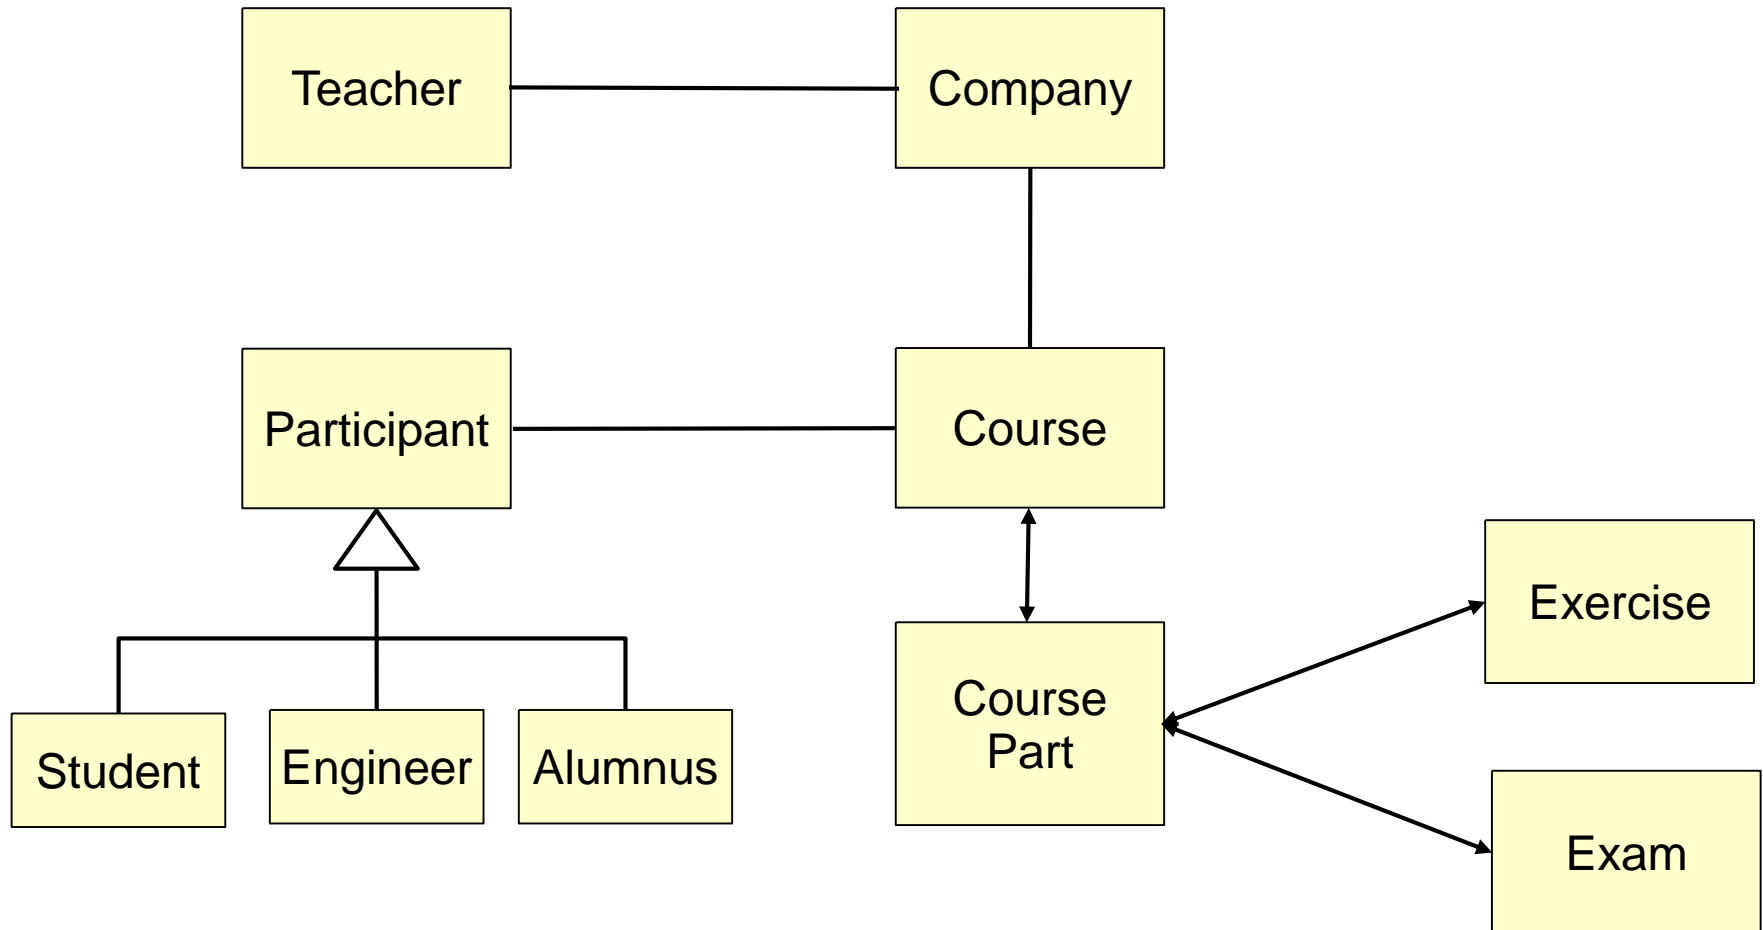 Teacher
Company
Participant
Course
Exercise
Course
Part
Student
Engineer
Alumnus
Exam